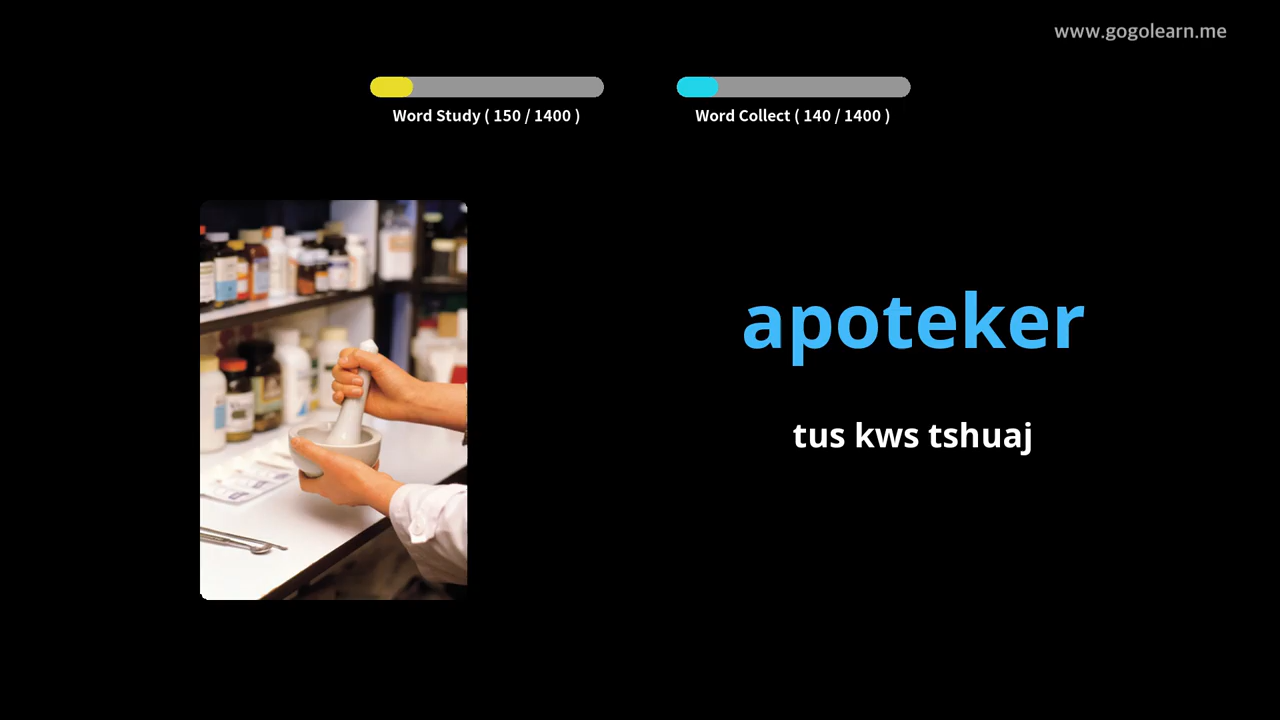 www.gogolearn.me
Word Study ( 150 / 1400 )
Word Collect ( 140 / 1400 )
apoteker
tus kws tshuaj